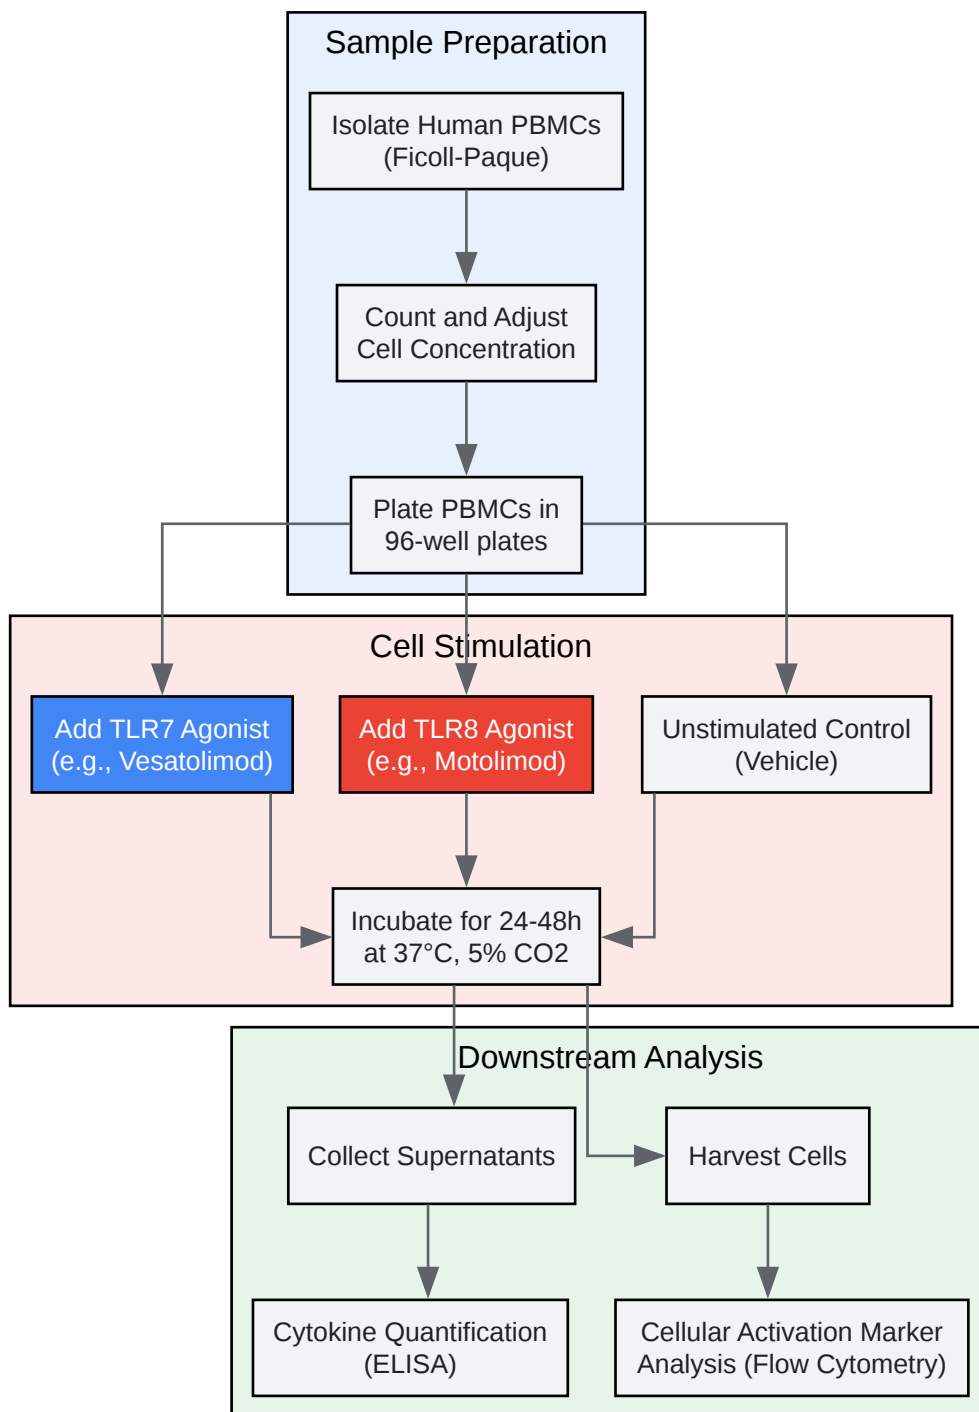 Sample Preparation
Isolate Human PBMCs
(Ficoll-Paque)
Count and Adjust
Cell Concentration
Plate PBMCs in
96-well plates
Cell Stimulation
Add TLR7 Agonist
(e.g., Vesatolimod)
Add TLR8 Agonist
(e.g., Motolimod)
Unstimulated Control
(Vehicle)
Incubate for 24-48h
at 37°C, 5% CO2
Downstream Analysis
Collect Supernatants
Harvest Cells
Cytokine Quantification
(ELISA)
Cellular Activation Marker
Analysis (Flow Cytometry)